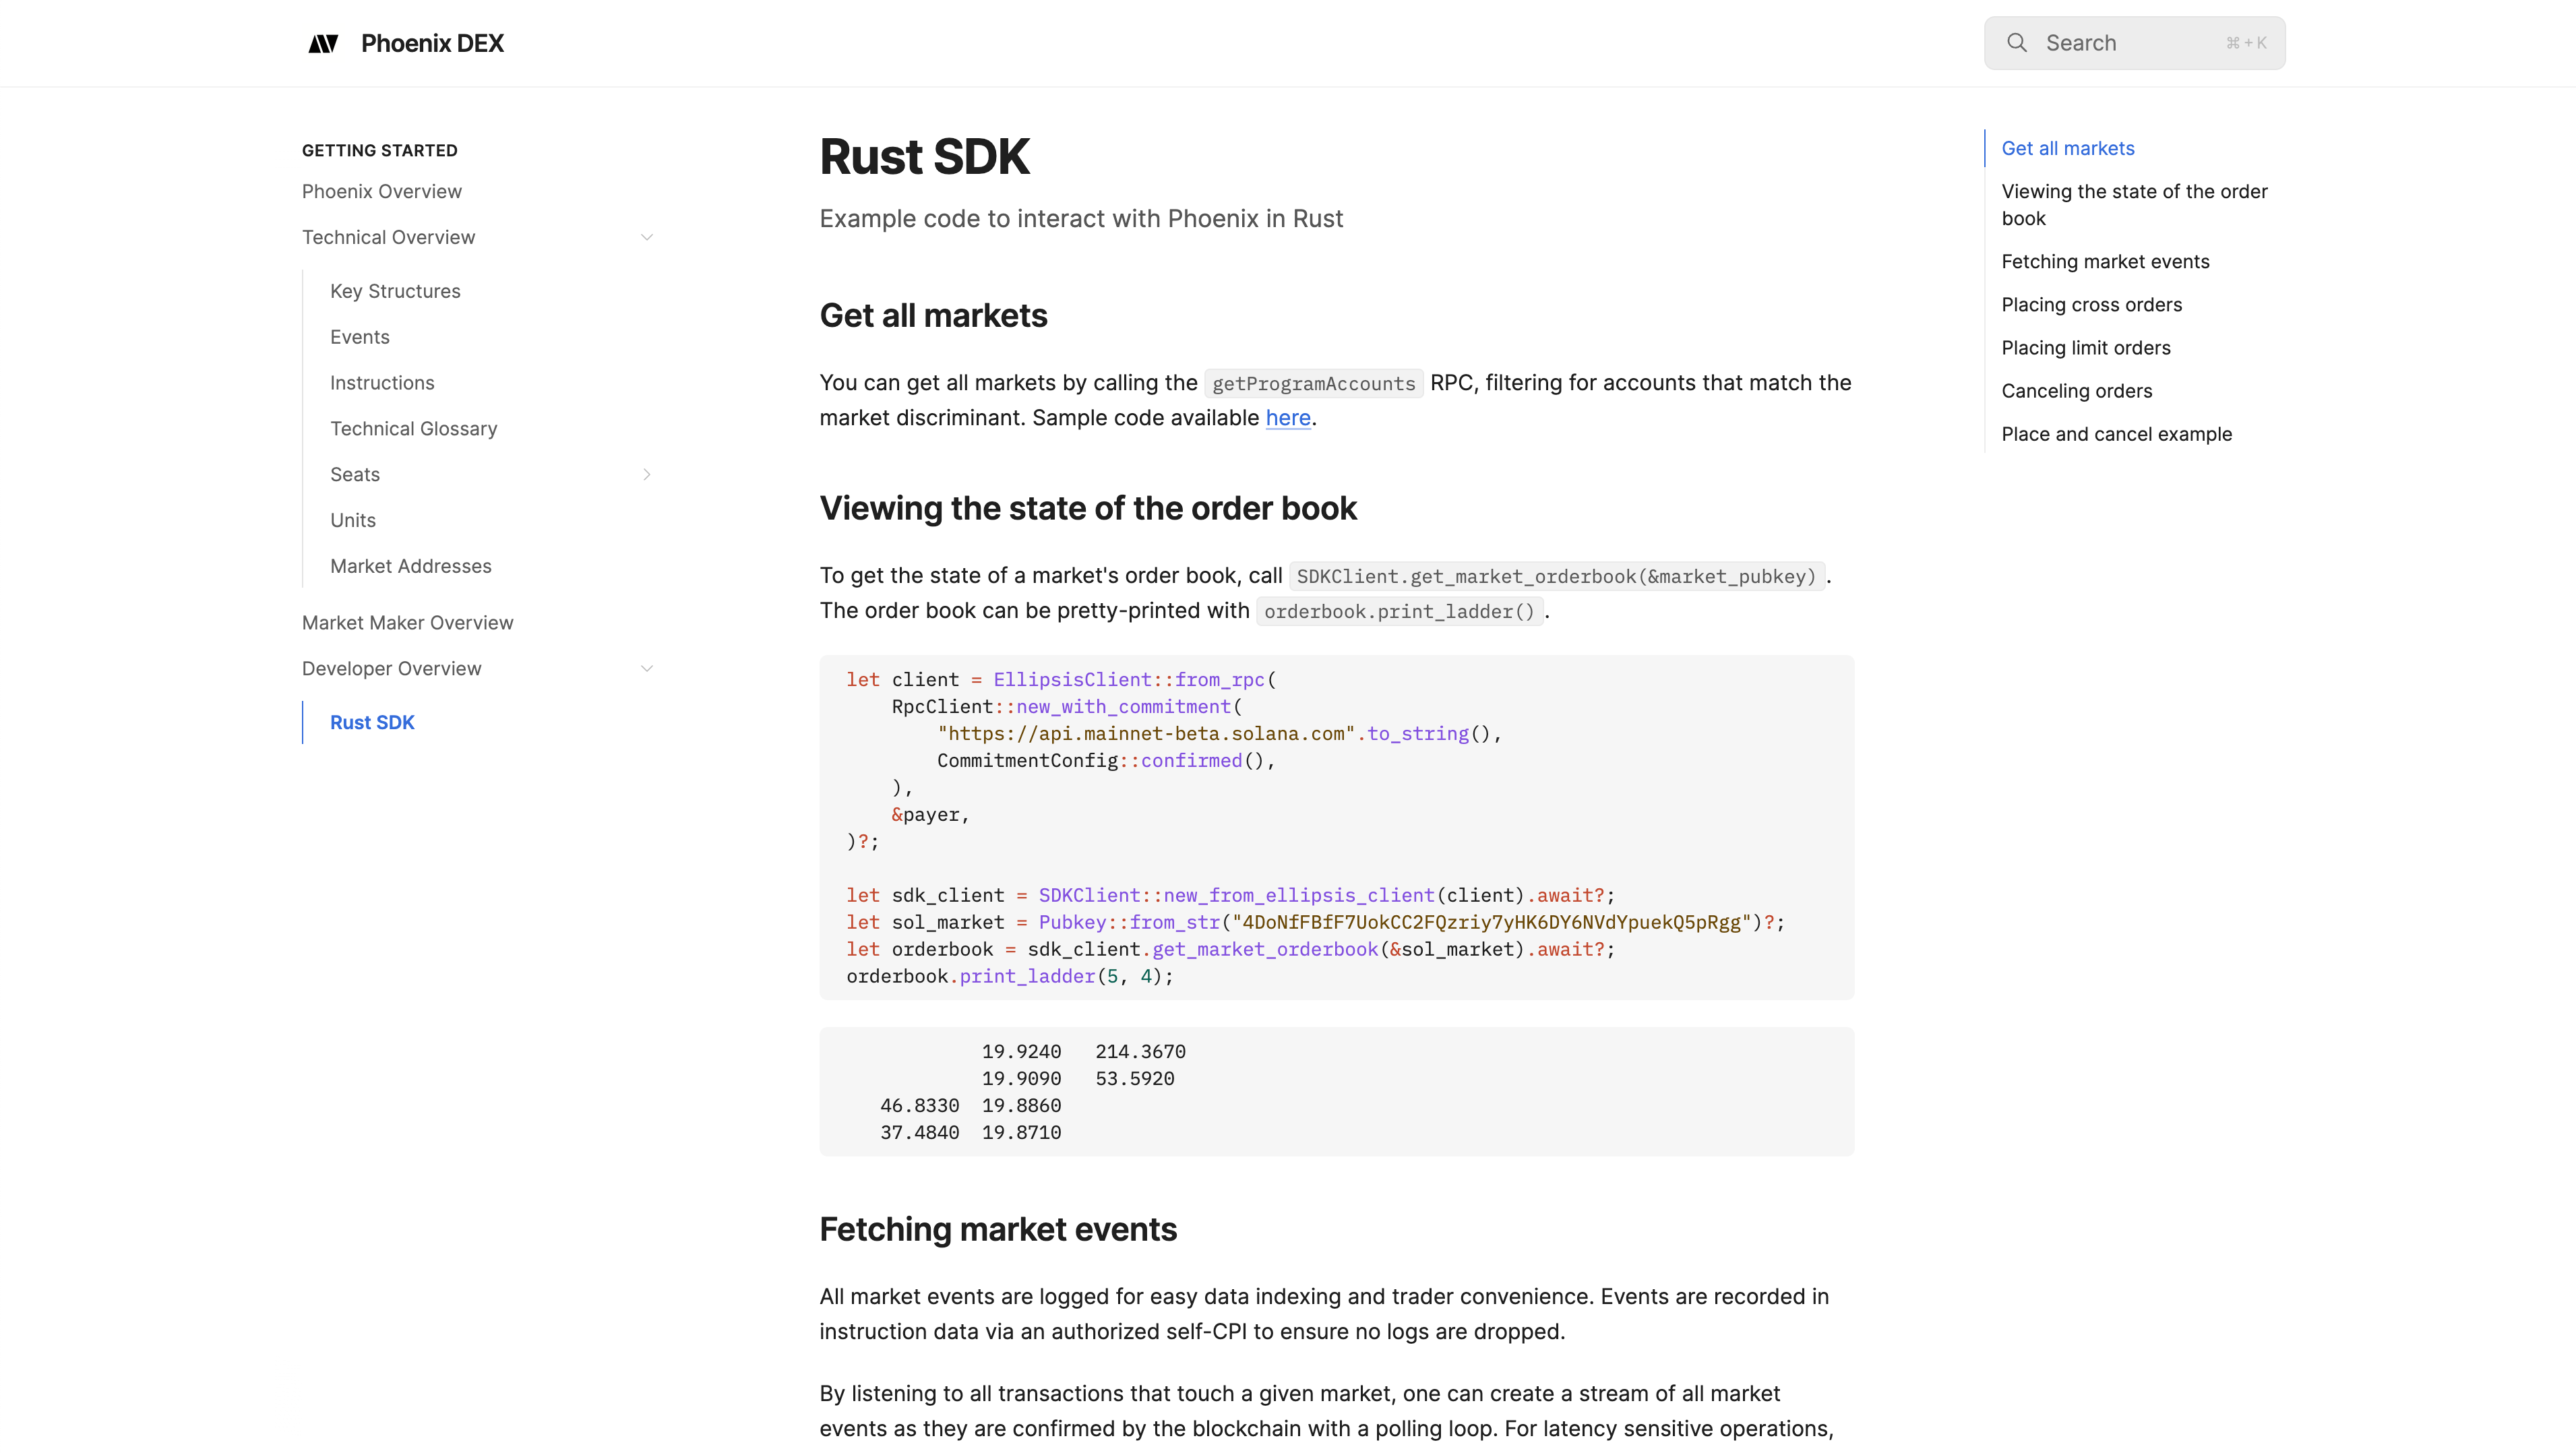 Phoenix DEX
Search
⌘ + K
GETTING STARTED
Phoenix Overview
Technical Overview
Key Structures
Events
Instructions
Technical Glossary
Seats
Units
Market Addresses
Market Maker Overview
Developer Overview
Rust SDK
Rust SDK
Example code to interact with Phoenix in Rust
Get all markets
You can get all markets by calling the getProgramAccounts RPC, filtering for accounts that match the
market discriminant. Sample code available here.
Viewing the state of the order book
To get the state of a market's order book, call SDKClient.get_market_orderbook(&market_pubkey) .
The order book can be pretty-printed with orderbook.print_ladder() .
let client = EllipsisClient::from_rpc(
    RpcClient::new_with_commitment(
        "https://api.mainnet-beta.solana.com".to_string(),
        CommitmentConfig::confirmed(),
    ),
    &payer,
)?;
let sdk_client = SDKClient::new_from_ellipsis_client(client).await?;
let sol_market = Pubkey::from_str("4DoNfFBfF7UokCC2FQzriy7yHK6DY6NVdYpuekQ5pRgg")?;
let orderbook = sdk_client.get_market_orderbook(&sol_market).await?;
orderbook.print_ladder(5, 4);
            19.9240   214.3670
            19.9090   53.5920
   46.8330  19.8860
   37.4840  19.8710
Fetching market events
All market events are logged for easy data indexing and trader convenience. Events are recorded in
instruction data via an authorized self-CPI to ensure no logs are dropped.
By listening to all transactions that touch a given market, one can create a stream of all market
events as they are confirmed by the blockchain with a polling loop. For latency sensitive operations,
Get all markets
Viewing the state of the order
book
Fetching market events
Placing cross orders
Placing limit orders
Canceling orders
Place and cancel example